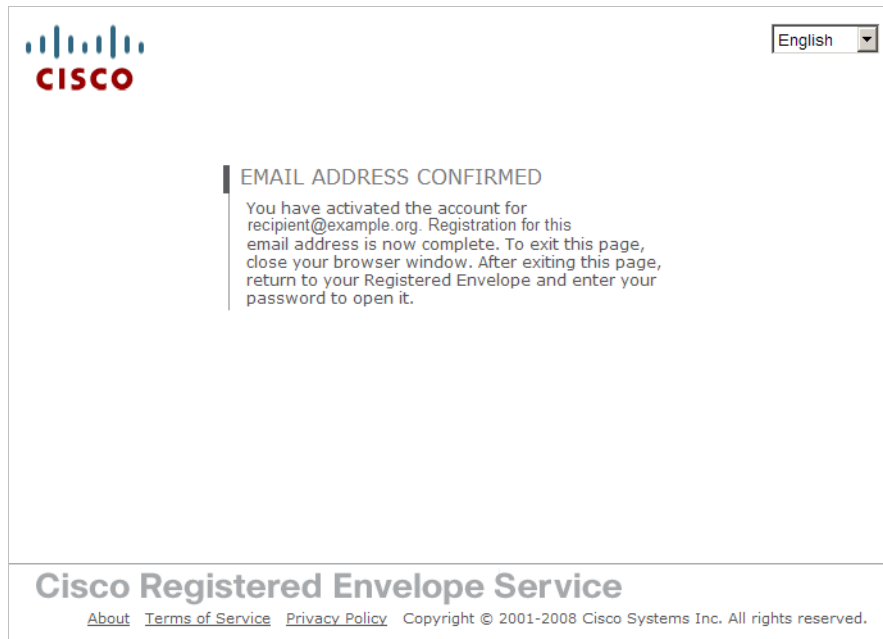 English
CISCO
EMAIL ADDRESS CONFIRMED
You have activated the account for
recipient@example.org. Registration for this
email address is now complete. To exit this page,
close your browser window. After exiting this page,
return to your Registered Envelope and enter your
password to open it.
Cisco Registered Envelope Service
About Terms of Service Privacy Policy Copyright © 2001-2008 Cisco Systems Inc. All rights reserved.